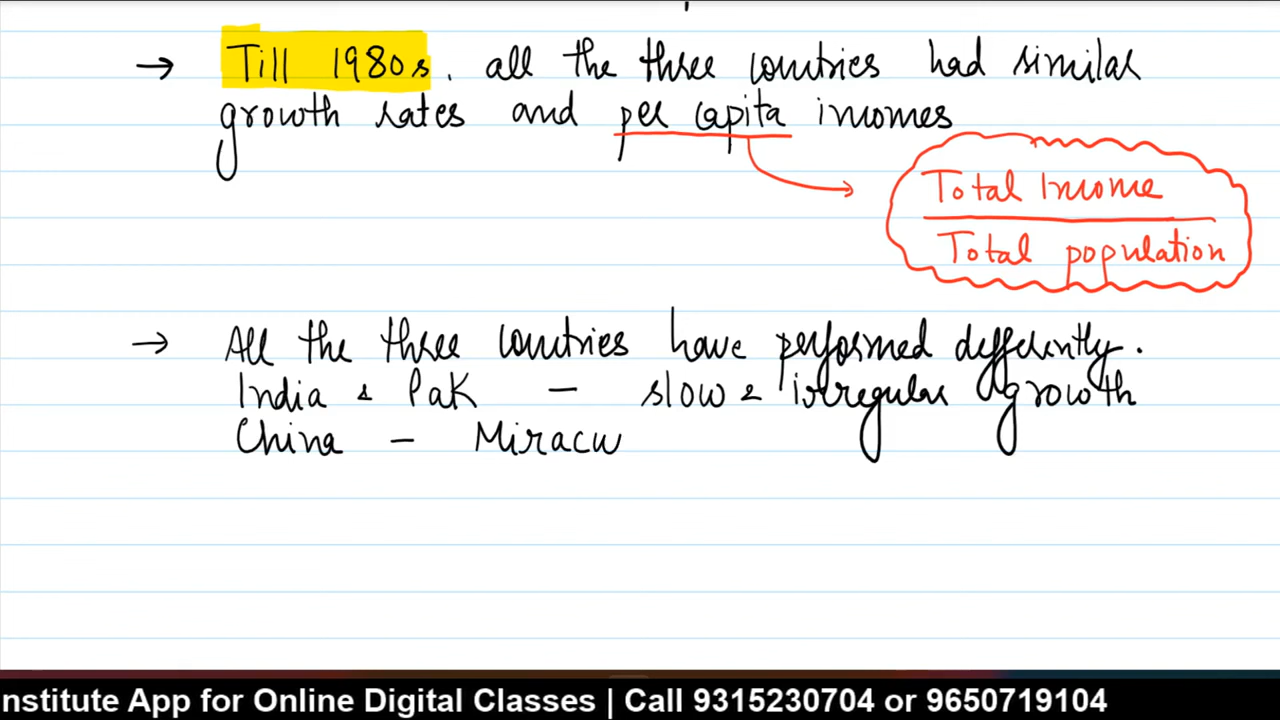 → Till 1980s, all the three countries had similar
growth rates and per capita incomes
Total Income
Total population
→ All the three countries have performed differently.
India & Pak – slow & irregular growth
China – Miracu
nstitute App for Online Digital Classes | Call 9315230704 or 9650719104